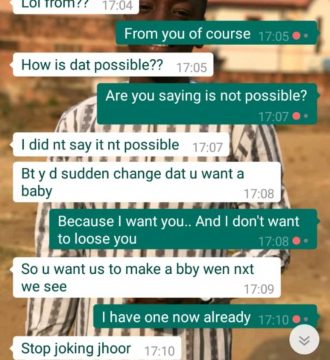 Lol from?? 17:04
From you of course 17:05
How is dat possible?? 17:05
Are you saying is not possible?
17:07
I did nt say it nt possible 17:07
Bt y d sudden change dat u want a
baby 17:08
Because I want you.. And I don't want
to loose you 17:08
So u want us to make a bby wen nxt
we see 17:09
I have one now already 17:10
Stop joking jhoor 17:10